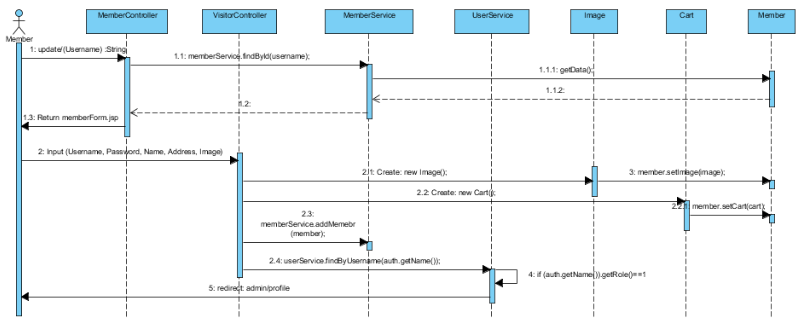 MemberController
VisitorController
MemberService
UserService
Image
Cart
Member
Member
1: update/(Username) :String
1.1: memberService.findById(username);
1.1.1: getData();
1.1.2:
1.2:
1.3: Return memberForm.jsp
2: Input (Username, Password, Name, Address, Image)
2.1: Create: new Image();
3: member.setImage(image);
2.2: Create: new Cart();
member.setCart(cart);
2.3:
memberService.addMemebr
(member);
2.4: userService.findByUsername(auth.getName());
4: if (auth.getName()).getRole()==1
5: redirect: admin/profile